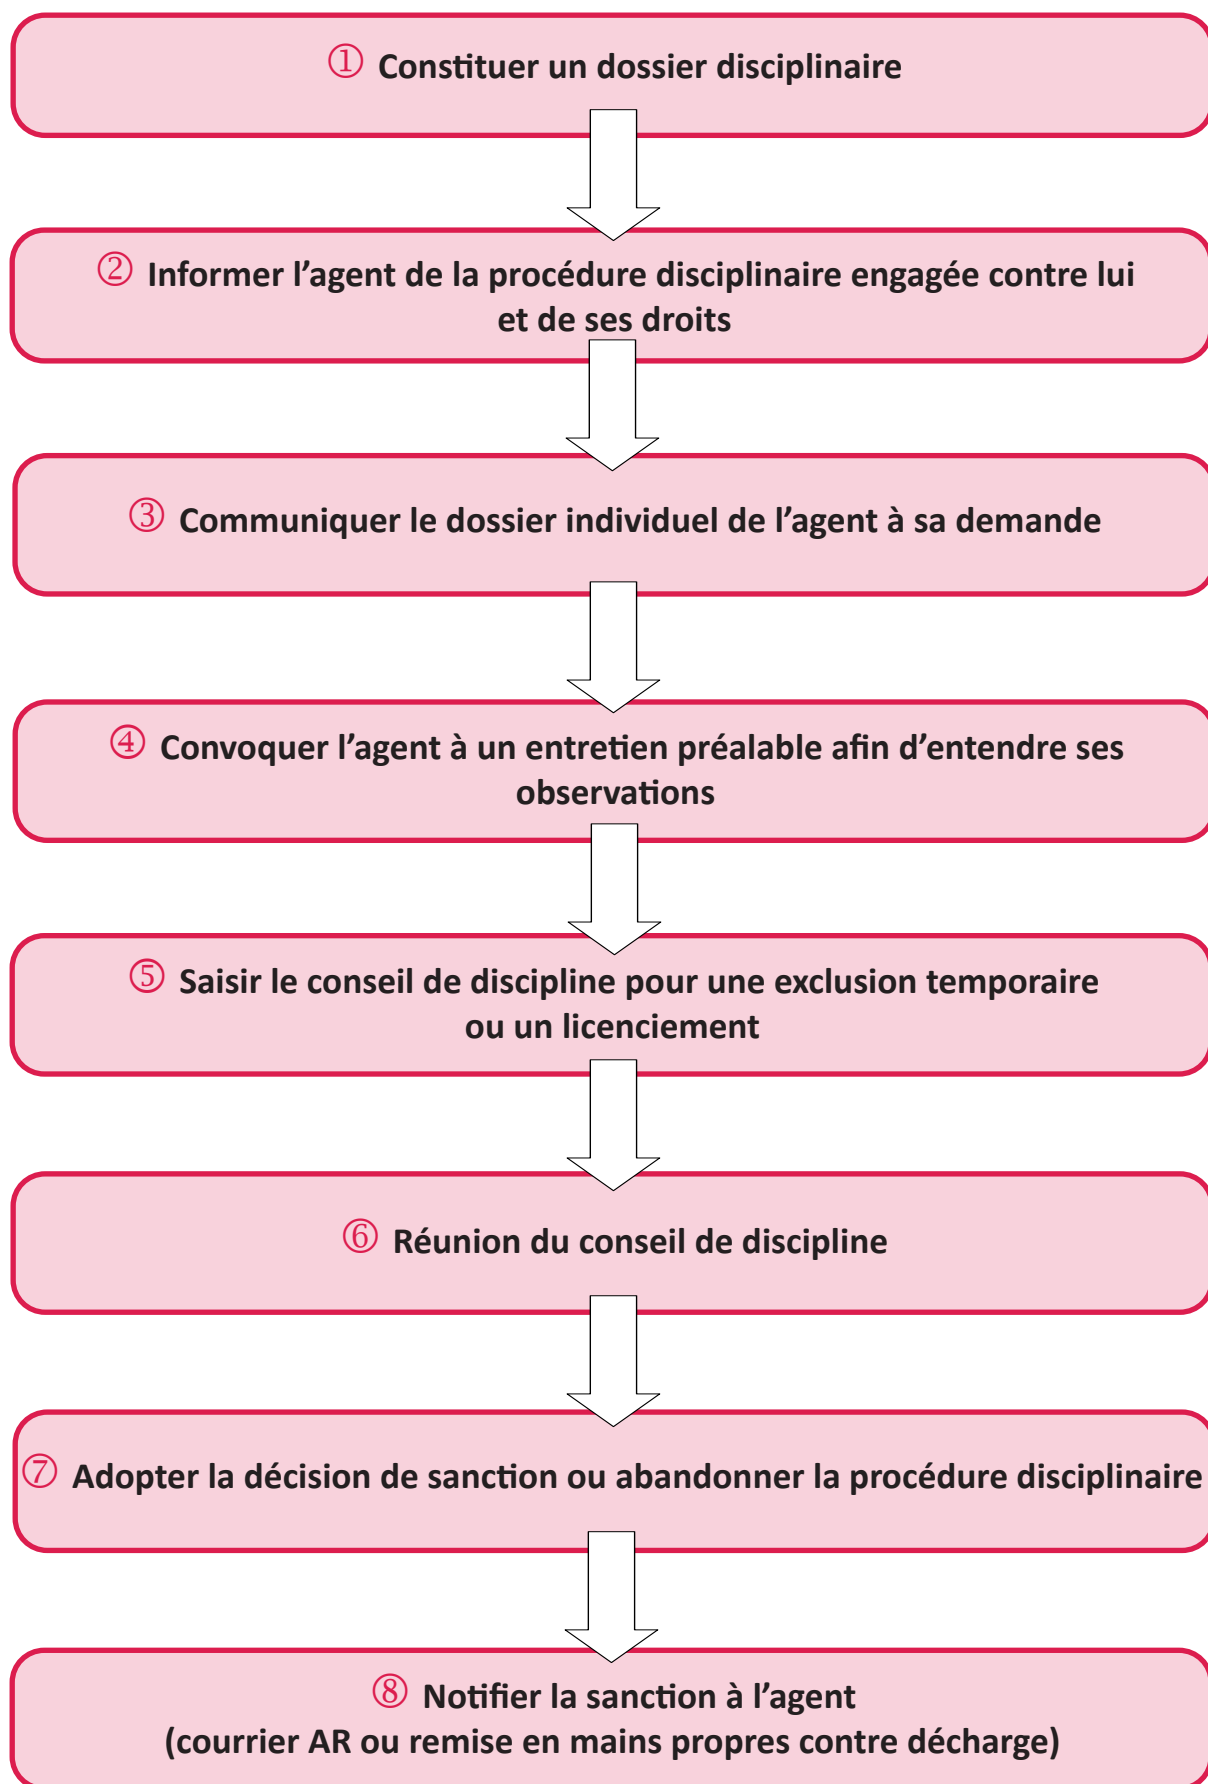 ① Constituer un dossier disciplinaire
② Informer l’agent de la procédure disciplinaire engagée contre lui
et de ses droits
③ Communiquer le dossier individuel de l’agent à sa demande
④ Convoquer l’agent à un entretien préalable afin d’entendre ses
observations
⑤ Saisir le conseil de discipline pour une exclusion temporaire
ou un licenciement
⑥ Réunion du conseil de discipline
⑦ Adopter la décision de sanction ou abandonner la procédure disciplinaire
⑧ Notifier la sanction à l’agent
(courrier AR ou remise en mains propres contre décharge)